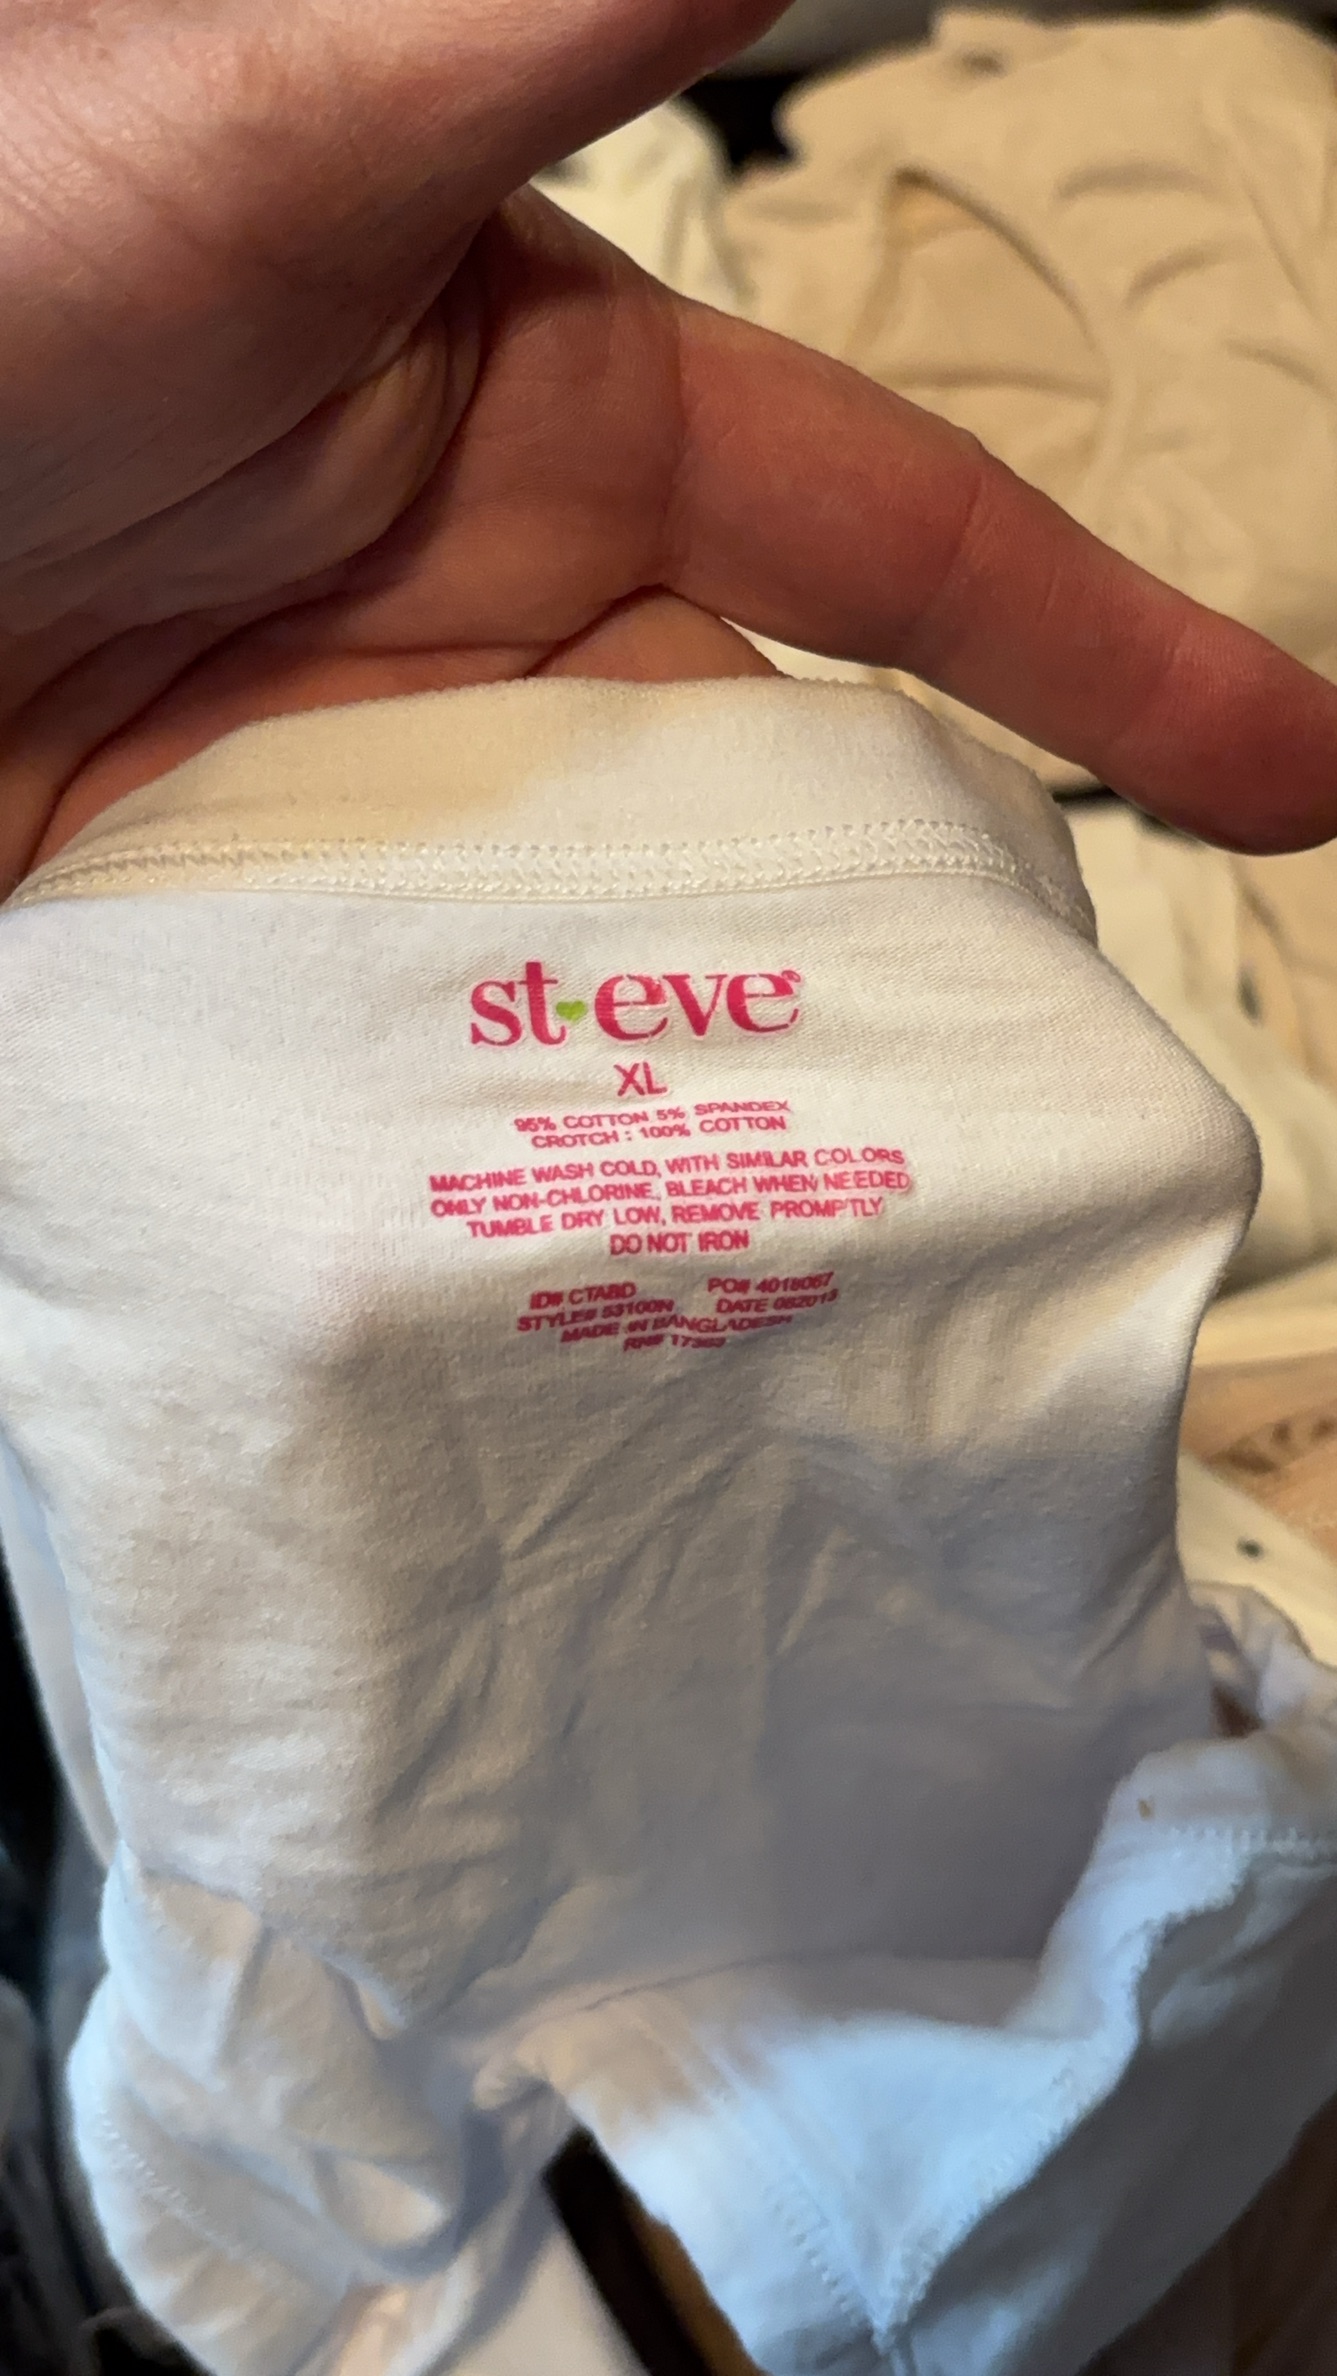 st eve®
XL
95% COTTON 5% SPANDEX
CROTCH : 100% COTTON
MACHINE WASH COLD, WITH SIMILAR COLORS
ONLY NON-CHLORINE, BLEACH WHEN NEEDED
TUMBLE DRY LOW, REMOVE PROMPTLY
DO NOT IRON
ID# CTABD PO# 4018067
STYLE# 53100N DATE 082013
MADE IN BANGLADESH
RN#